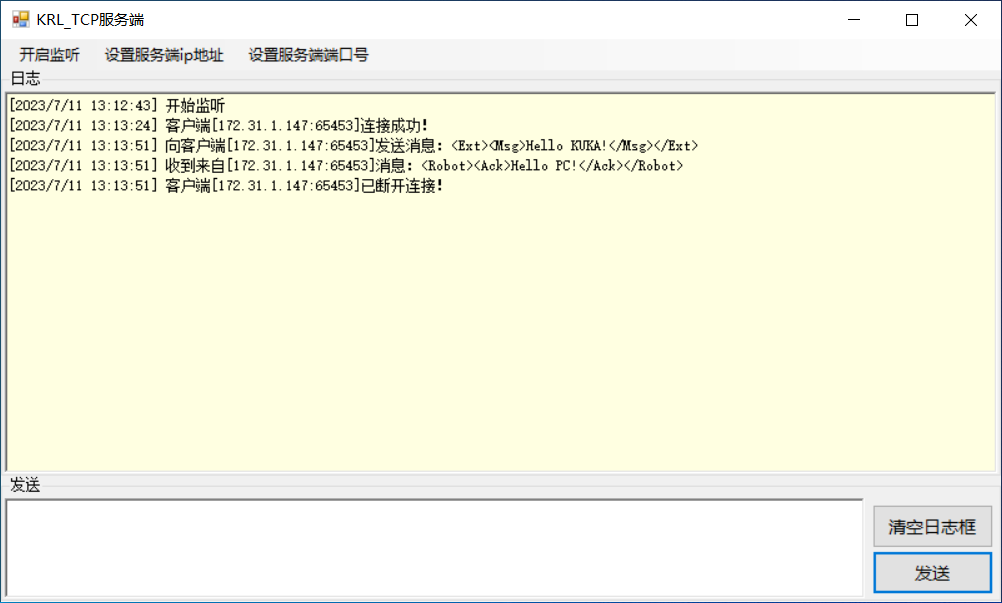 KRL_TCP服务端
开启监听 设置服务端ip地址 设置服务端端口号
日志
[2023/7/11 13:12:43] 开始监听
[2023/7/11 13:13:24] 客户端[172.31.1.147:65453]连接成功!
[2023/7/11 13:13:51] 向客户端[172.31.1.147:65453]发送消息: <Ext><Msg>Hello KUKA!</Msg></Ext>
[2023/7/11 13:13:51] 收到来自[172.31.1.147:65453]消息: <Robot><Ack>Hello PC!</Ack></Robot>
[2023/7/11 13:13:51] 客户端[172.31.1.147:65453]已断开连接!
发送
清空日志框
发送